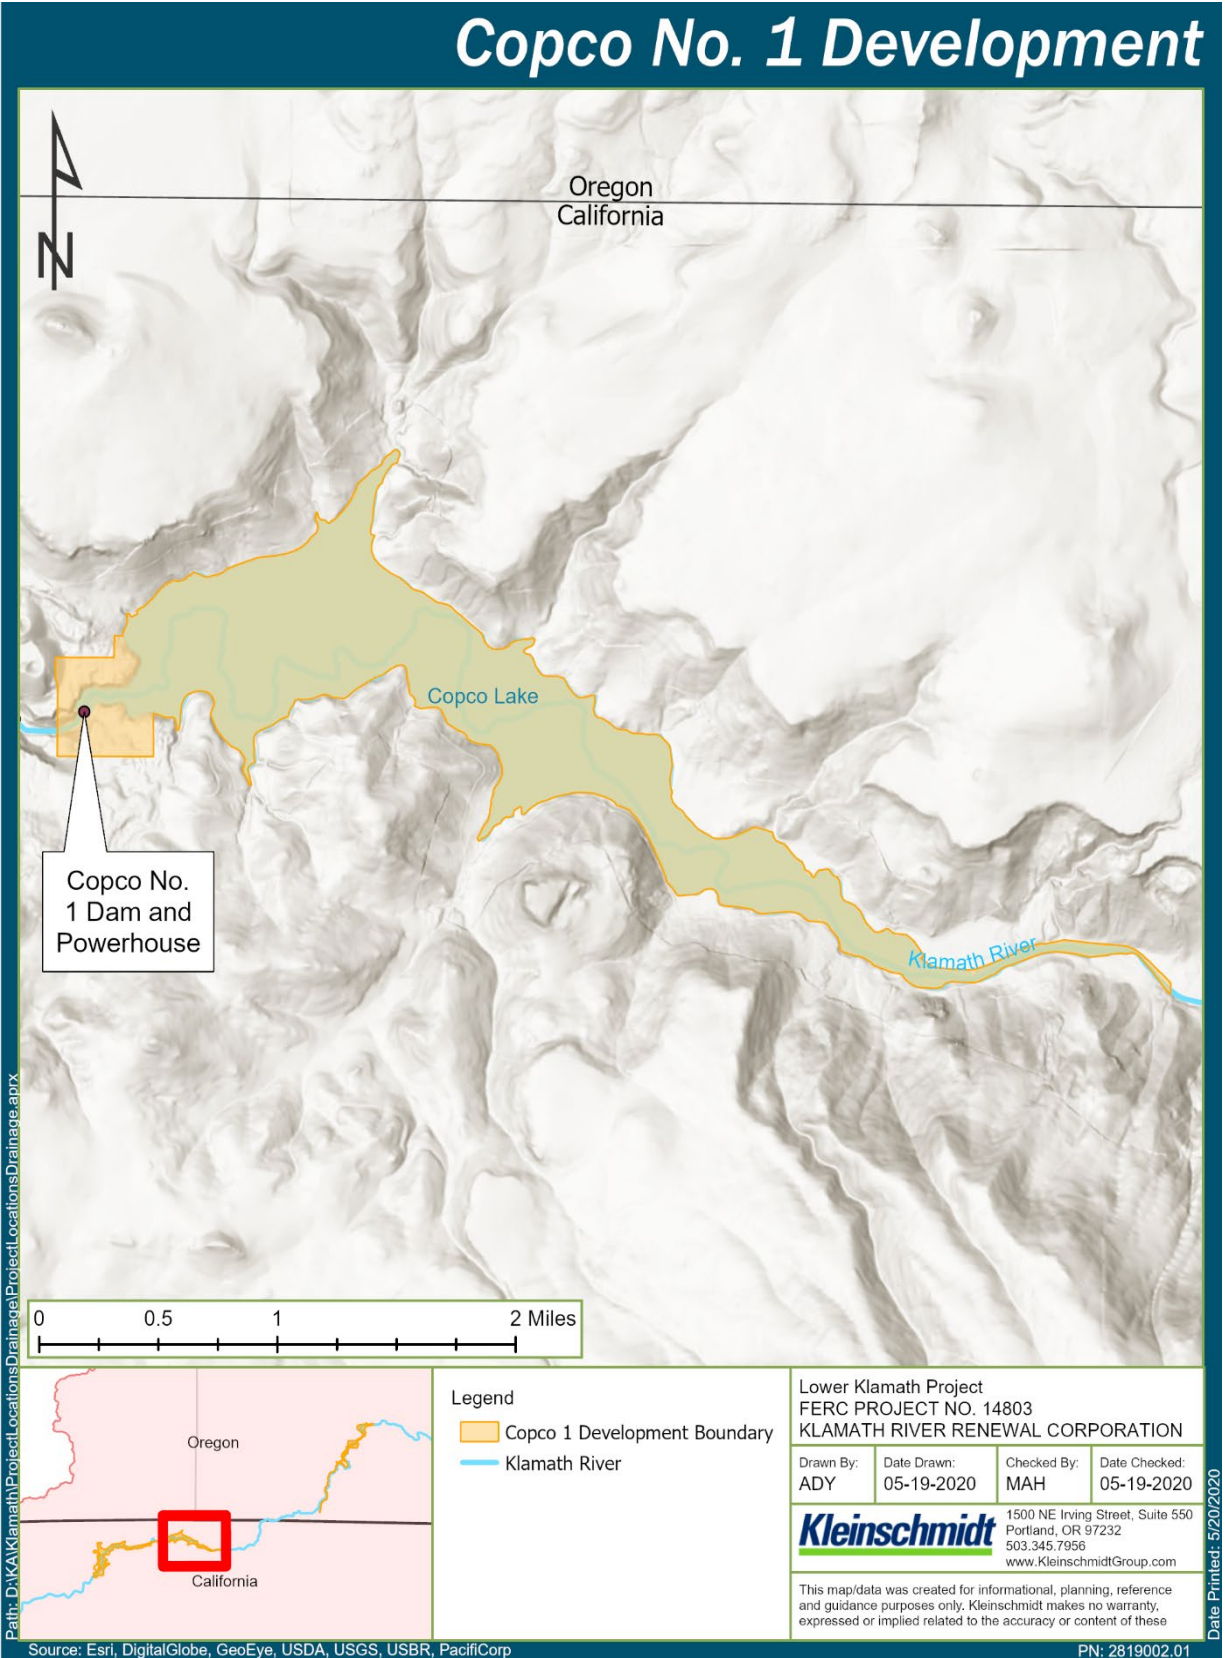 Copco No. 1 Development
N
Oregon
California
Copco Lake
Klamath River
Copco No.
1 Dam and
Powerhouse
0 0.5 1 2 Miles
Oregon
California
Legend
Copco 1 Development Boundary
Klamath River
Lower Klamath Project
FERC PROJECT NO. 14803
KLAMATH RIVER RENEWAL CORPORATION
Drawn By: Date Drawn: Checked By: Date Checked:
ADY 05-19-2020 MAH 05-19-2020
Kleinschmidt
1500 NE Irving Street, Suite 550
Portland, OR 97232
503.345.7956
www.KleinschmidtGroup.com
This map/data was created for informational, planning, reference
and guidance purposes only. Kleinschmidt makes no warranty,
expressed or implied related to the accuracy or content of these
Path: D:\KA\Klamath\ProjectLocationsDrainage\ProjectLocationsDrainage.aprx
Date Printed: 5/20/2020
Source: Esri, DigitalGlobe, GeoEye, USDA, USGS, USBR, PacifiCorp
PN: 2819002.01